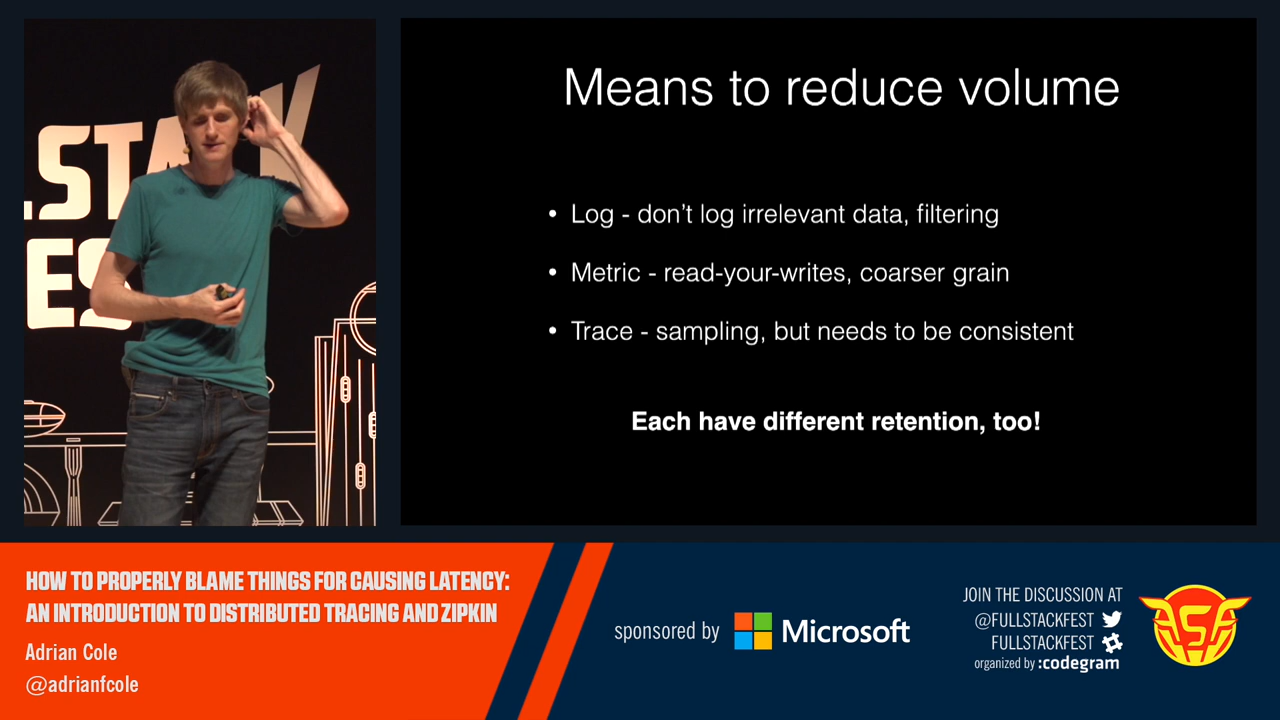 Means to reduce volume
• Log - don't log irrelevant data, filtering
• Metric - read-your-writes, coarser grain
• Trace - sampling, but needs to be consistent
Each have different retention, too!
HOW TO PROPERLY BLAME THINGS FOR CAUSING LATENCY:
AN INTRODUCTION TO DISTRIBUTED TRACING AND ZIPKIN
Adrian Cole
@adrianfcole
sponsored by Microsoft
JOIN THE DISCUSSION AT
@FULLSTACKFEST
FULLSTACKFEST
organized by :codegram